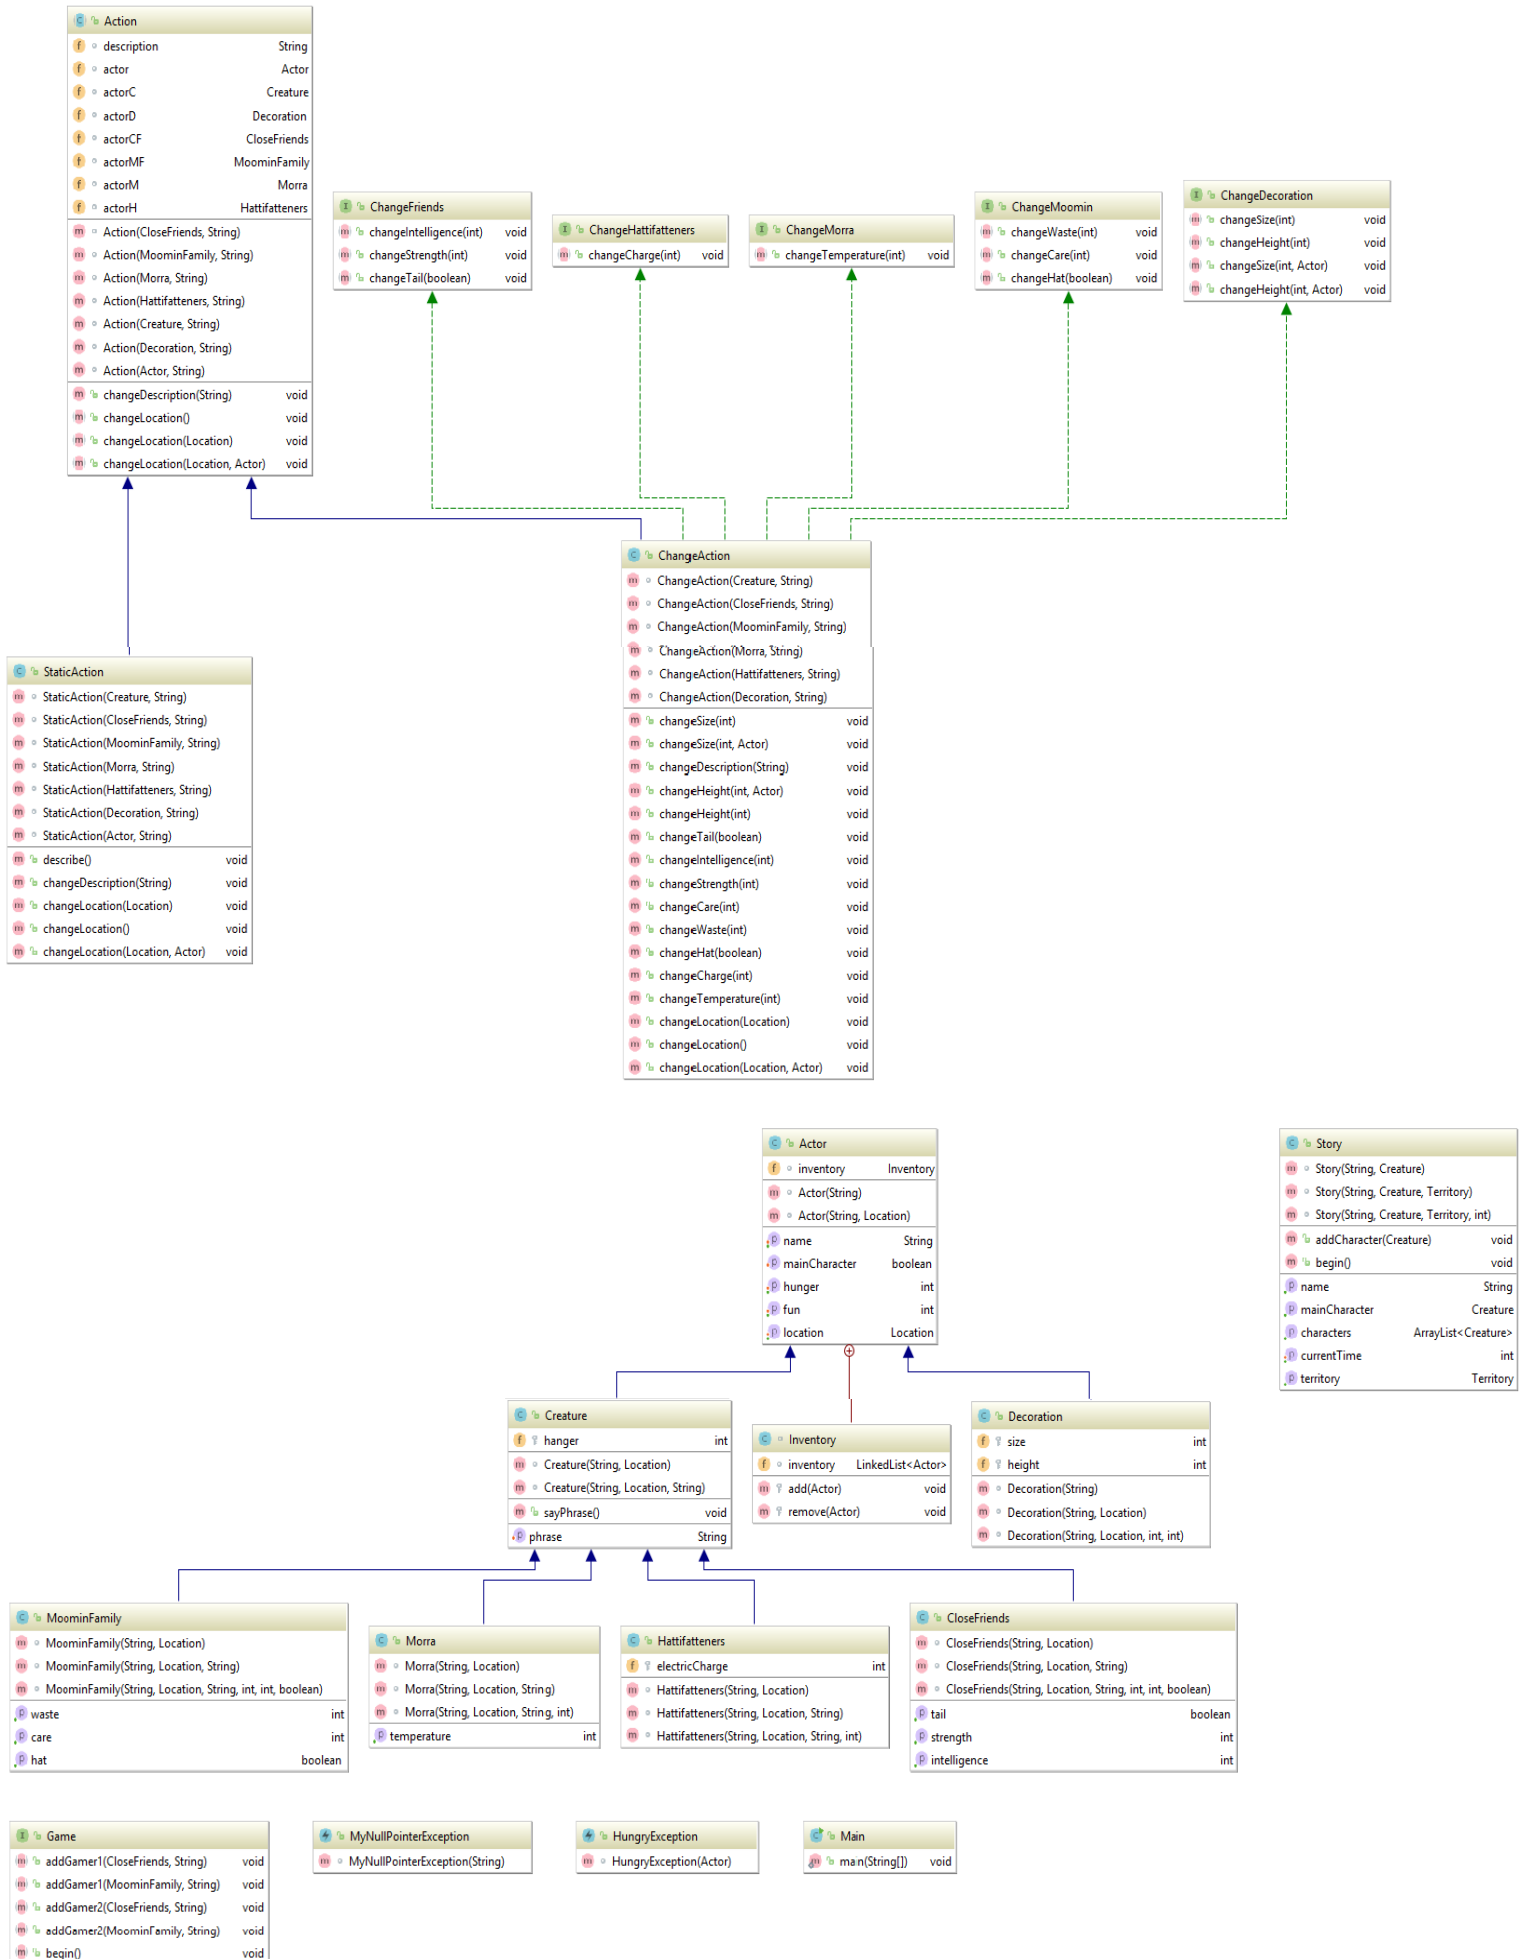 Action
description String
actor Actor
actorC Creature
actorD Decoration
actorCF CloseFriends
actorMF MoominFamily
actorM Morra
actorH Hattifatteners
Action(CloseFriends, String)
Action(MoominFamily, String)
Action(Morra, String)
Action(Hattifatteners, String)
Action(Creature, String)
Action(Decoration, String)
Action(Actor, String)
changeDescription(String) void
changeLocation() void
changeLocation(Location) void
changeLocation(Location, Actor) void
ChangeFriends
changeIntelligence(int) void
changeStrength(int) void
changeTail(boolean) void
ChangeHattifatteners
changeCharge(int) void
ChangeMorra
changeTemperature(int) void
ChangeMoomin
changeWaste(int) void
changeCare(int) void
changeHat(boolean) void
ChangeDecoration
changeSize(int) void
changeHeight(int) void
changeSize(int, Actor) void
changeHeight(int, Actor) void
ChangeAction
ChangeAction(Creature, String)
ChangeAction(CloseFriends, String)
ChangeAction(MoominFamily, String)
ChangeAction(Morra, String)
ChangeAction(Hattifatteners, String)
ChangeAction(Decoration, String)
changeSize(int) void
changeSize(int, Actor) void
changeDescription(String) void
changeHeight(int, Actor) void
changeHeight(int) void
changeTail(boolean) void
changeIntelligence(int) void
changeStrength(int) void
changeCare(int) void
changeWaste(int) void
changeHat(boolean) void
changeCharge(int) void
changeTemperature(int) void
changeLocation(Location) void
changeLocation() void
changeLocation(Location, Actor) void
StaticAction
StaticAction(Creature, String)
StaticAction(CloseFriends, String)
StaticAction(MoominFamily, String)
StaticAction(Morra, String)
StaticAction(Hattifatteners, String)
StaticAction(Decoration, String)
StaticAction(Actor, String)
describe() void
changeDescription(String) void
changeLocation(Location) void
changeLocation() void
changeLocation(Location, Actor) void
Actor
inventory Inventory
Actor(String)
Actor(String, Location)
name String
mainCharacter boolean
hunger int
fun int
location Location
Story
Story(String, Creature)
Story(String, Creature, Territory)
Story(String, Creature, Territory, int)
addCharacter(Creature) void
begin() void
name String
mainCharacter Creature
characters ArrayList<Creature>
currentTime int
territory Territory
Creature
hanger int
Creature(String, Location)
Creature(String, Location, String)
sayPhrase() void
phrase String
Inventory
inventory LinkedList<Actor>
add(Actor) void
remove(Actor) void
Decoration
size int
height int
Decoration(String)
Decoration(String, Location)
Decoration(String, Location, int, int)
MoominFamily
MoominFamily(String, Location)
MoominFamily(String, Location, String)
MoominFamily(String, Location, String, int, int, boolean)
waste int
care int
hat boolean
Morra
Morra(String, Location)
Morra(String, Location, String)
Morra(String, Location, String, int)
temperature int
Hattifatteners
electricCharge int
Hattifatteners(String, Location)
Hattifatteners(String, Location, String)
Hattifatteners(String, Location, String, int)
CloseFriends
CloseFriends(String, Location)
CloseFriends(String, Location, String)
CloseFriends(String, Location, String, int, int, boolean)
tail boolean
strength int
intelligence int
Game
addGamer1(CloseFriends, String) void
addGamer1(MoominFamily, String) void
addGamer2(CloseFriends, String) void
addGamer2(MoominFamily, String) void
begin() void
MyNullPointerException
MyNullPointerException(String)
HungryException
HungryException(Actor)
Main
main(String[]) void